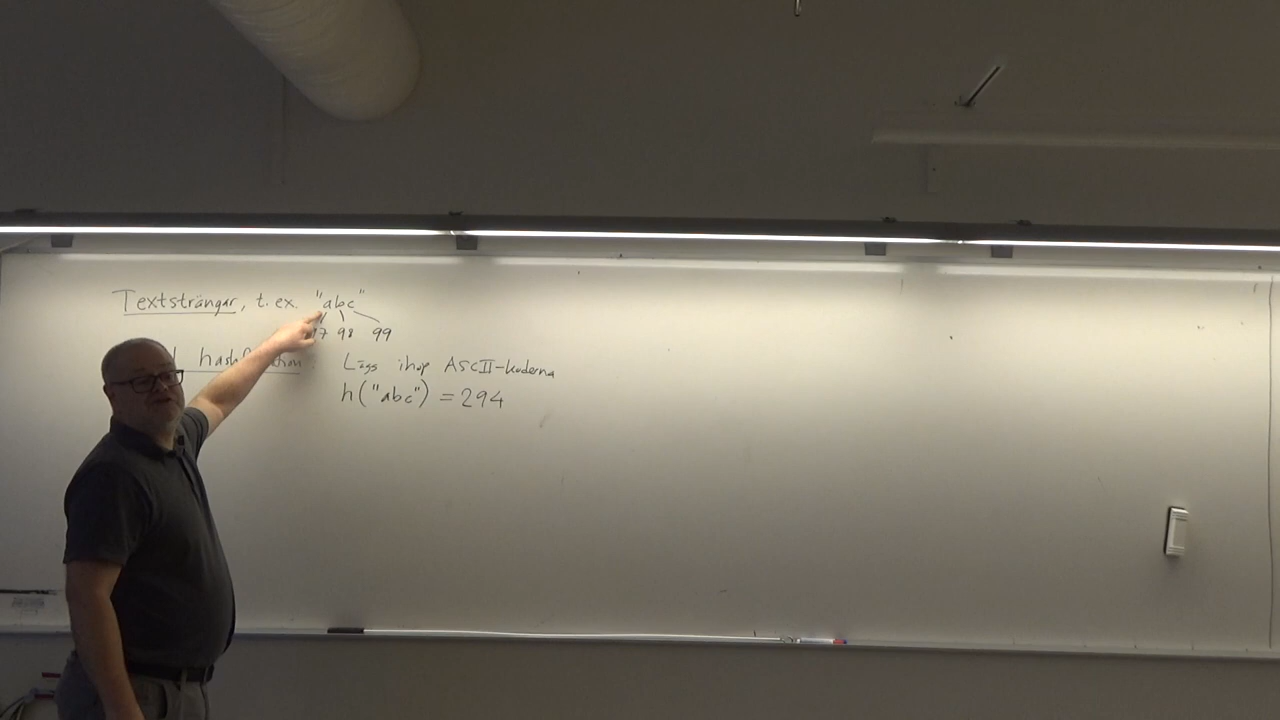 Textsträngar, t. ex. "abc"
97 98 99
hashfunktion: Lägg ihop ASCII-koderna
h("abc") = 294